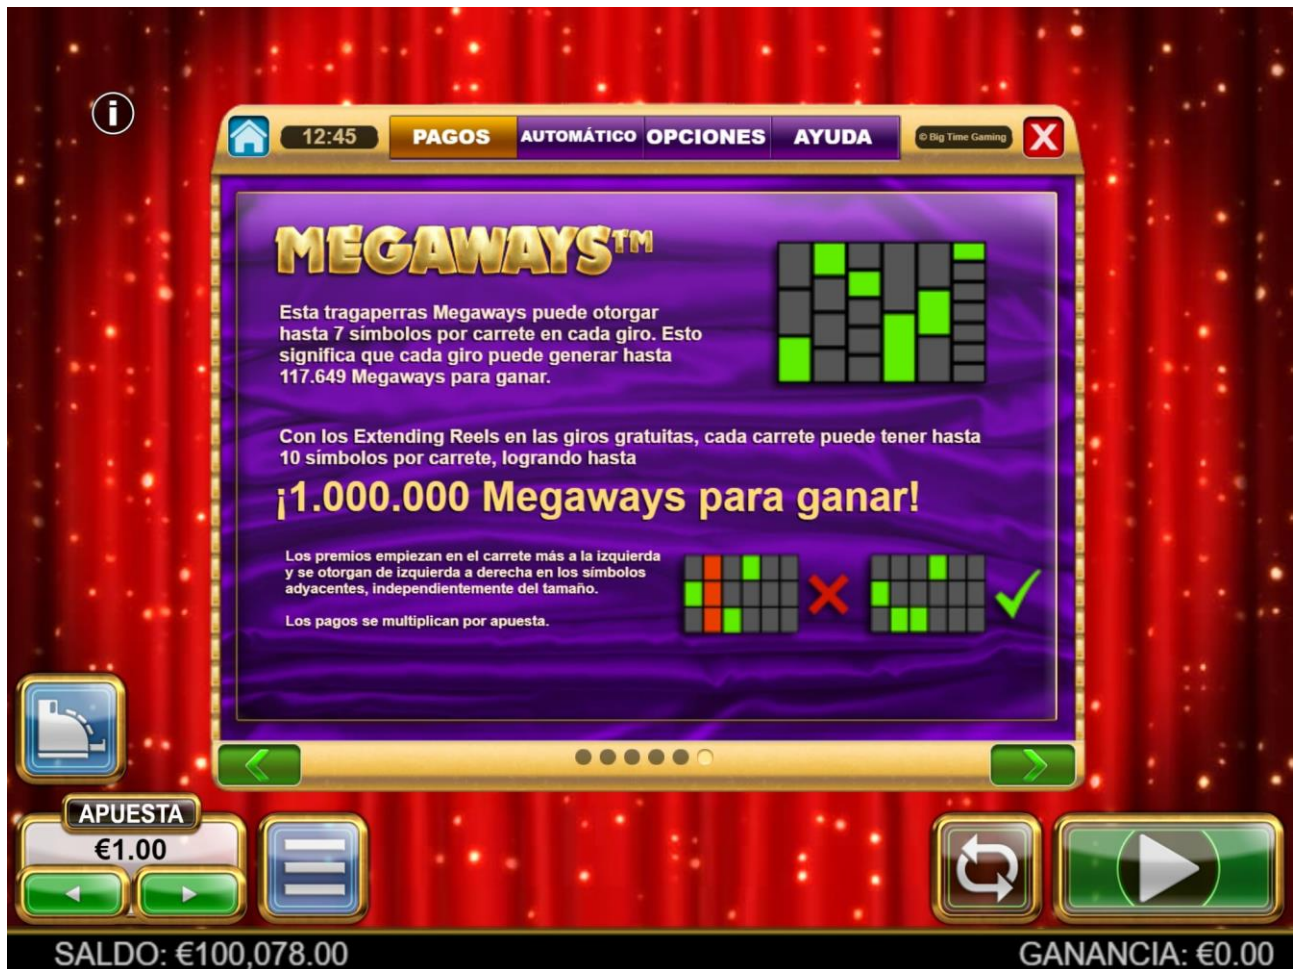 i
12:45
PAGOS
AUTOMÁTICO
OPCIONES
AYUDA
© Big Time Gaming
X
MEGAWAYS™
Esta tragaperras Megaways puede otorgar
hasta 7 símbolos por carrete en cada giro. Esto
significa que cada giro puede generar hasta
117.649 Megaways para ganar.
Con los Extending Reels en las giros gratuitas, cada carrete puede tener hasta
10 símbolos por carrete, logrando hasta
¡1.000.000 Megaways para ganar!
Los premios empiezan en el carrete más a la izquierda
y se otorgan de izquierda a derecha en los símbolos
adyacentes, independientemente del tamaño.
Los pagos se multiplican por apuesta.
APUESTA
€1.00
SALDO: €100,078.00
GANANCIA: €0.00